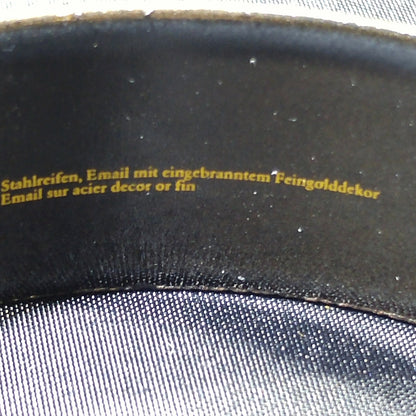 Stahlreifen, Email mit eingebranntem Feingolddekor
Email sur acier decor or fin